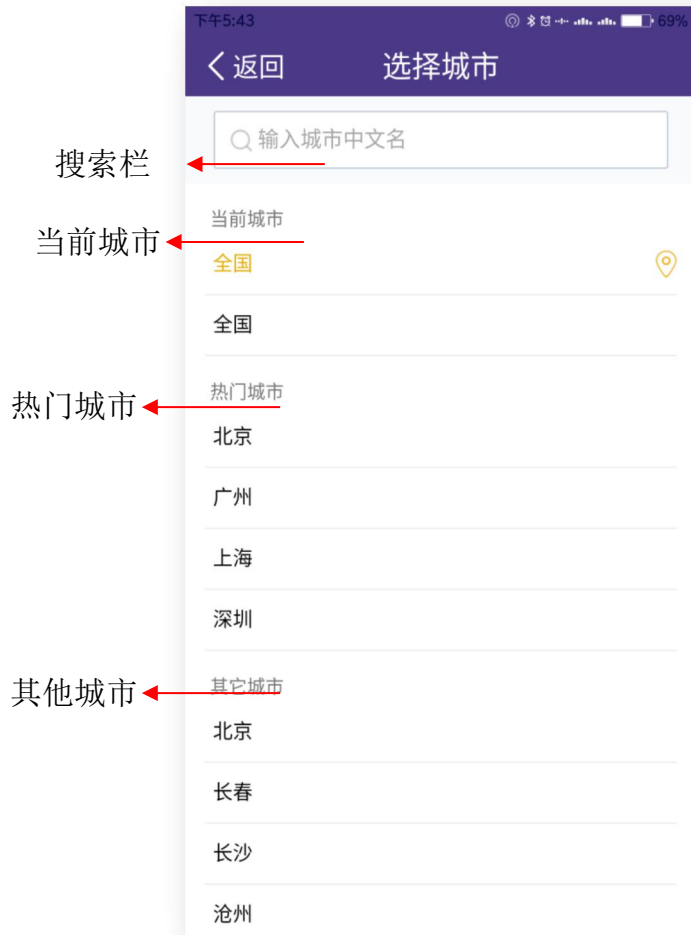 下午5:43 69%
返回 选择城市
输入城市中文名
搜索栏
当前城市
当前城市
全国
全国
热门城市
热门城市
北京
广州
上海
深圳
其他城市
其它城市
北京
长春
长沙
沧州